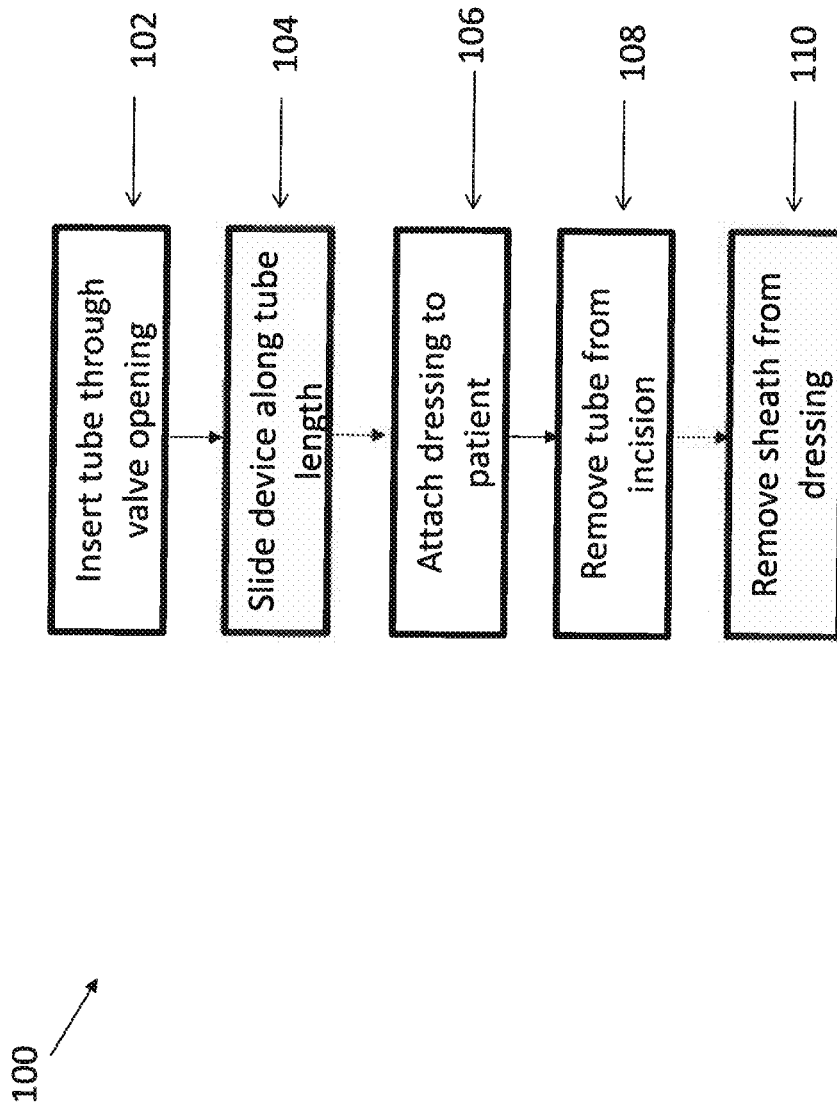 100
Insert tube through
valve opening
102
Slide device along tube
length
104
Attach dressing to
patient
106
Remove tube from
incision
108
Remove sheath from
dressing
110